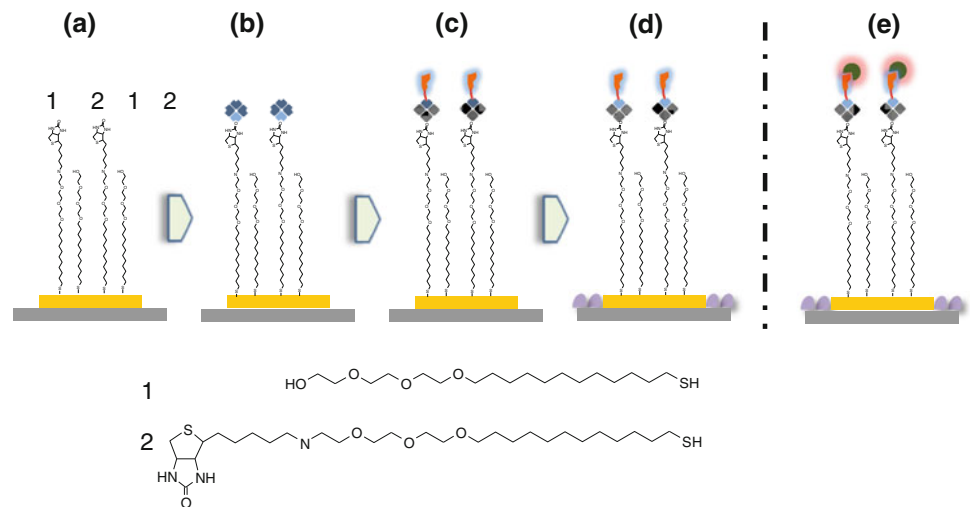 (a) (b) (c) (d) (e)
1 2 1 2
1
HO O O O SH
2
S N O O O SH
HN NH
O